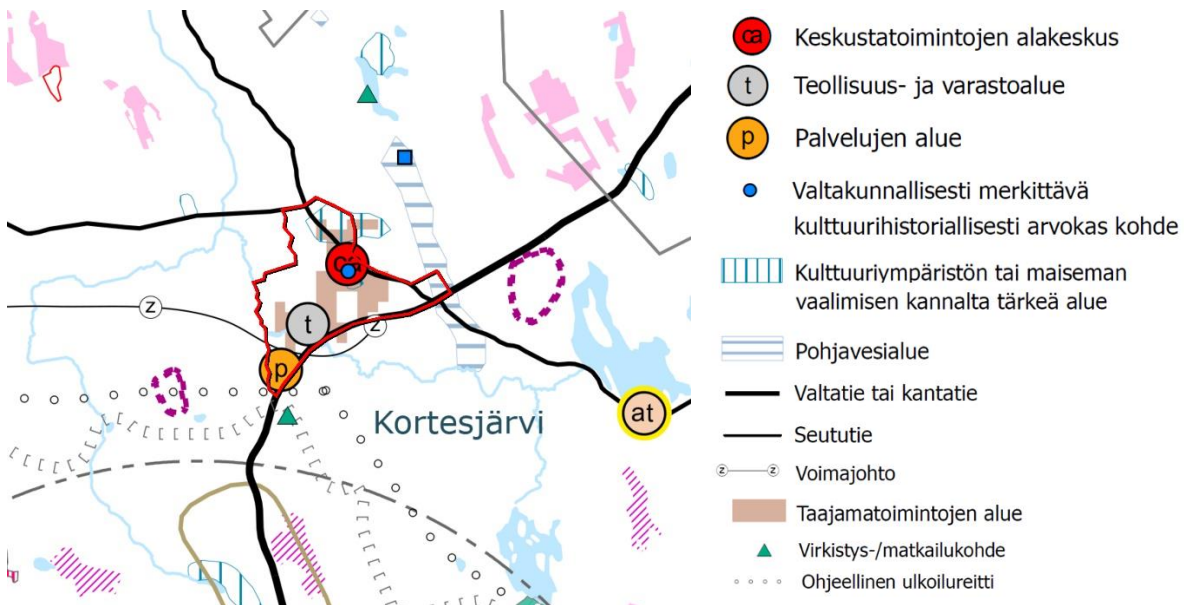 ca
t
z
z
p
Kortesjärvi
at
ca Keskustatoimintojen alakeskus
t Teollisuus- ja varastoalue
p Palvelujen alue
Valtakunnallisesti merkittävä
kulttuurihistoriallisesti arvokas kohde
Kulttuuriympäristön tai maiseman
vaalimisen kannalta tärkeä alue
Pohjavesialue
Valtatie tai kantatie
Seututie
z z Voimajohto
Taajamatoimintojen alue
Virkistys-/matkailukohde
Ohjeellinen ulkoilureitti